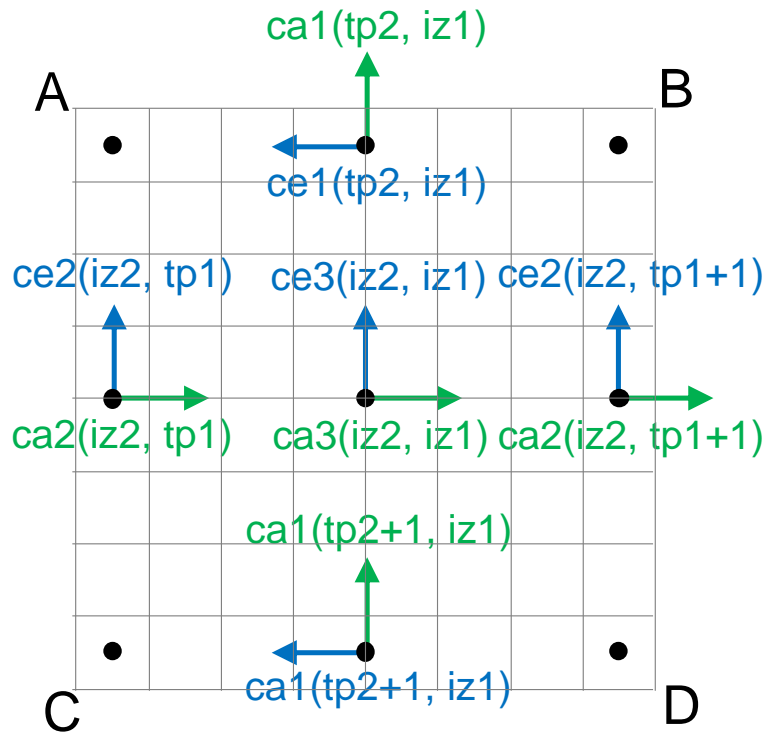 ca1(tp2, iz1)
A
B
ce1(tp2, iz1)
ce2(iz2, tp1)
ce3(iz2, iz1)
ce2(iz2, tp1+1)
ca2(iz2, tp1)
ca3(iz2, iz1)
ca2(iz2, tp1+1)
ca1(tp2+1, iz1)
ca1(tp2+1, iz1)
C
D